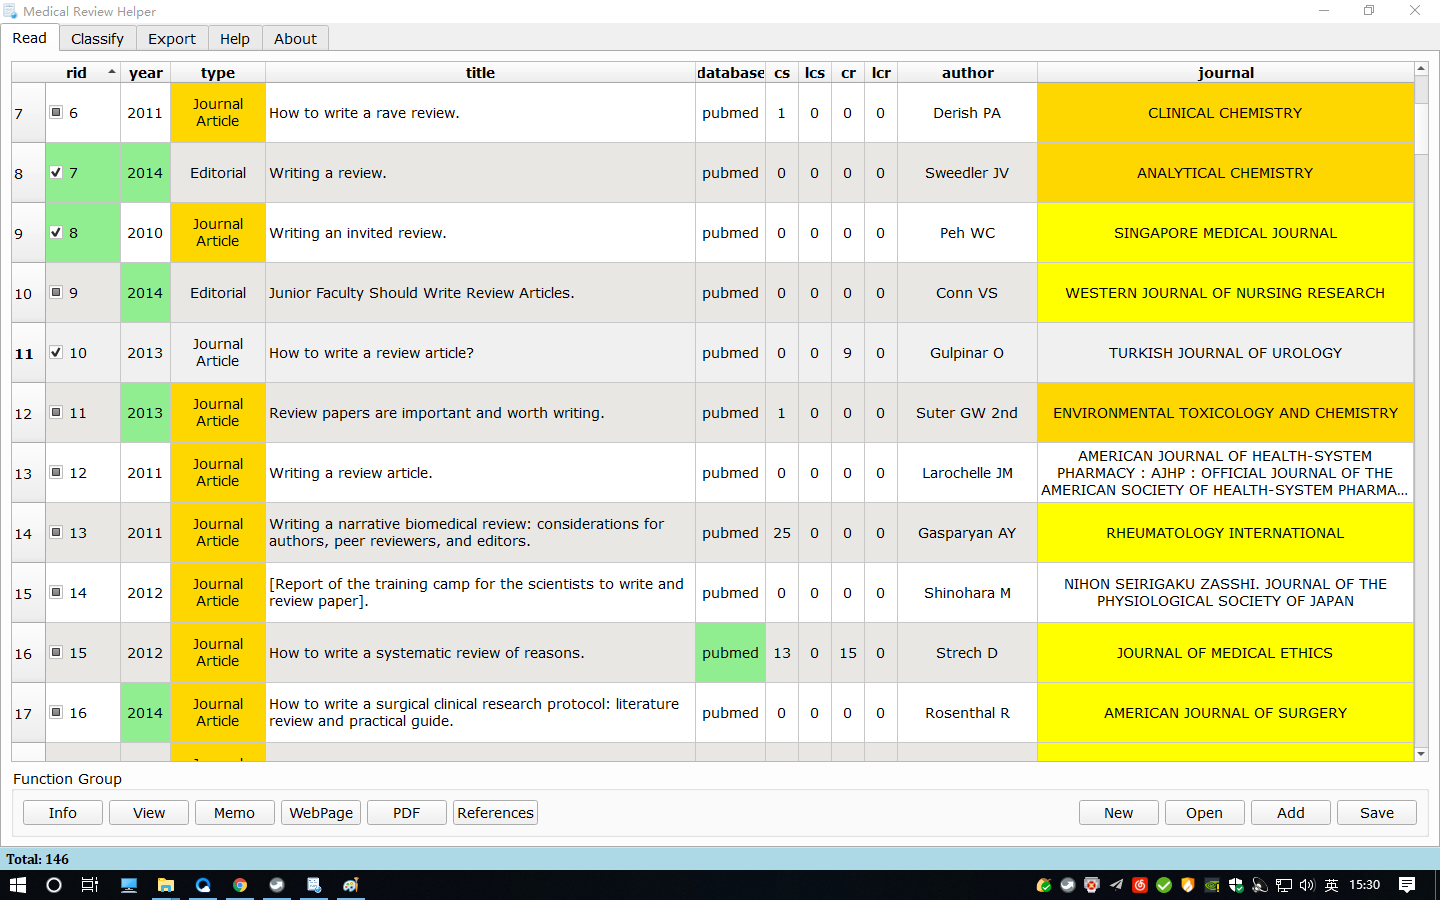 Medical Review Helper
Read Classify Export Help About
rid year type title database cs lcs cr lcr author journal
7 6 2011 Journal Article How to write a rave review. pubmed 1 0 0 0 Derish PA CLINICAL CHEMISTRY
8 7 2014 Editorial Writing a review. pubmed 0 0 0 0 Sweedler JV ANALYTICAL CHEMISTRY
9 8 2010 Journal Article Writing an invited review. pubmed 0 0 0 0 Peh WC SINGAPORE MEDICAL JOURNAL
10 9 2014 Editorial Junior Faculty Should Write Review Articles. pubmed 0 0 0 0 Conn VS WESTERN JOURNAL OF NURSING RESEARCH
11 10 2013 Journal Article How to write a review article? pubmed 0 0 9 0 Gulpinar O TURKISH JOURNAL OF UROLOGY
12 11 2013 Journal Article Review papers are important and worth writing. pubmed 1 0 0 0 Suter GW 2nd ENVIRONMENTAL TOXICOLOGY AND CHEMISTRY
13 12 2011 Journal Article Writing a review article. pubmed 0 0 0 0 Larochelle JM AMERICAN JOURNAL OF HEALTH-SYSTEM
PHARMACY : AJHP : OFFICIAL JOURNAL OF THE
AMERICAN SOCIETY OF HEALTH-SYSTEM PHARMA...
14 13 2011 Journal Article Writing a narrative biomedical review: considerations for
authors, peer reviewers, and editors. pubmed 25 0 0 0 Gasparyan AY RHEUMATOLOGY INTERNATIONAL
15 14 2012 Journal Article [Report of the training camp for the scientists to write and
review paper]. pubmed 0 0 0 0 Shinohara M NIHON SEIRIGAKU ZASSHI. JOURNAL OF THE
PHYSIOLOGICAL SOCIETY OF JAPAN
16 15 2012 Journal Article How to write a systematic review of reasons. pubmed 13 0 15 0 Strech D JOURNAL OF MEDICAL ETHICS
17 16 2014 Journal Article How to write a surgical clinical research protocol: literature
review and practical guide. pubmed 0 0 0 0 Rosenthal R AMERICAN JOURNAL OF SURGERY
Function Group
Info View Memo WebPage PDF References New Open Add Save
Total: 146
英 15:30